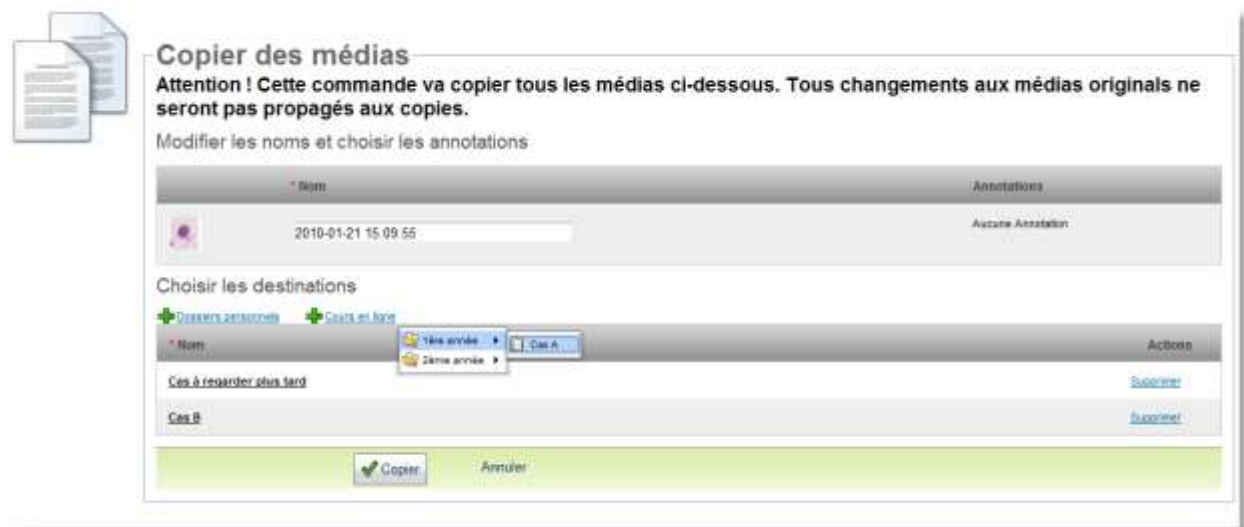 Copier des médias
Attention ! Cette commande va copier tous les médias ci-dessous. Tous changements aux médias originals ne
seront pas propagés aux copies.
Modifier les noms et choisir les annotations
* Nom Annotations
2010-01-21 15:09:55 Aucune Annotation
Choisir les destinations
Dossiers personnels Cours en ligne
* Nom 1ère année Cas A Actions
2ème année
Cas à regarder plus tard Supprimer
Cas B Supprimer
Copier Annuler